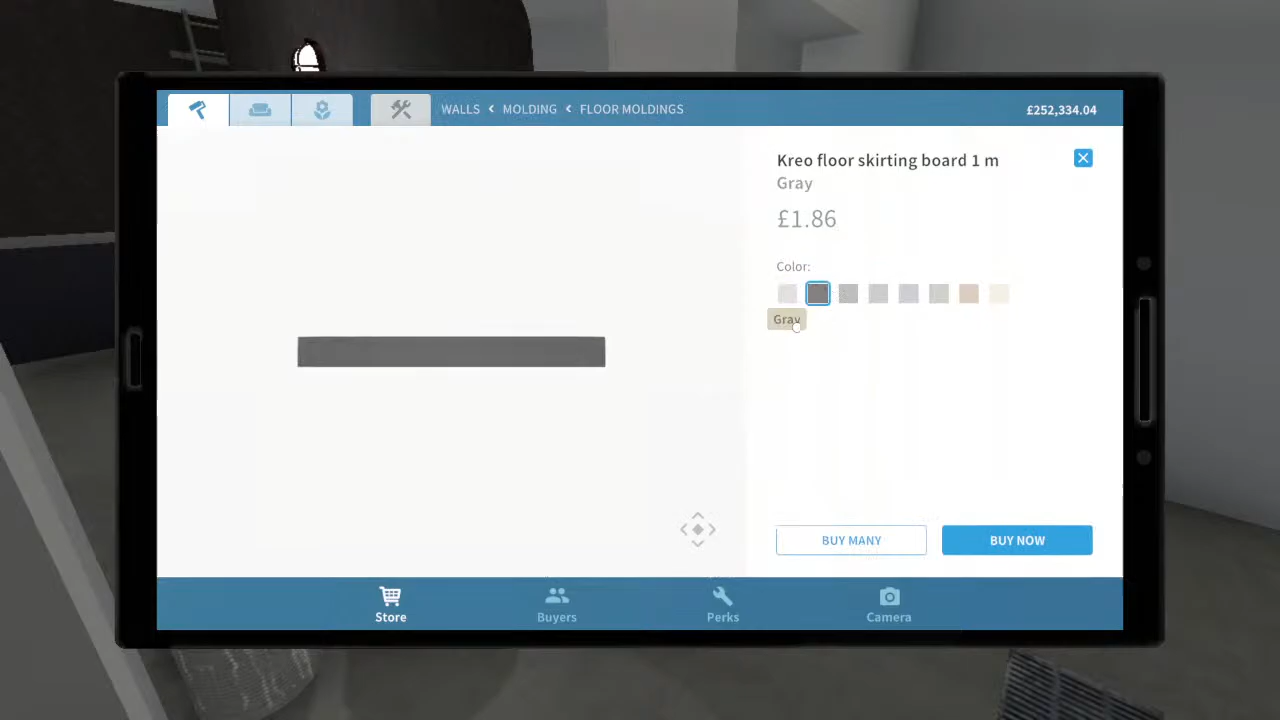 WALLS < MOLDING < FLOOR MOLDINGS
£252,334.04
Kreo floor skirting board 1 m
Gray
£1.86
Color:
Gray
BUY MANY
BUY NOW
Store
Buyers
Perks
Camera